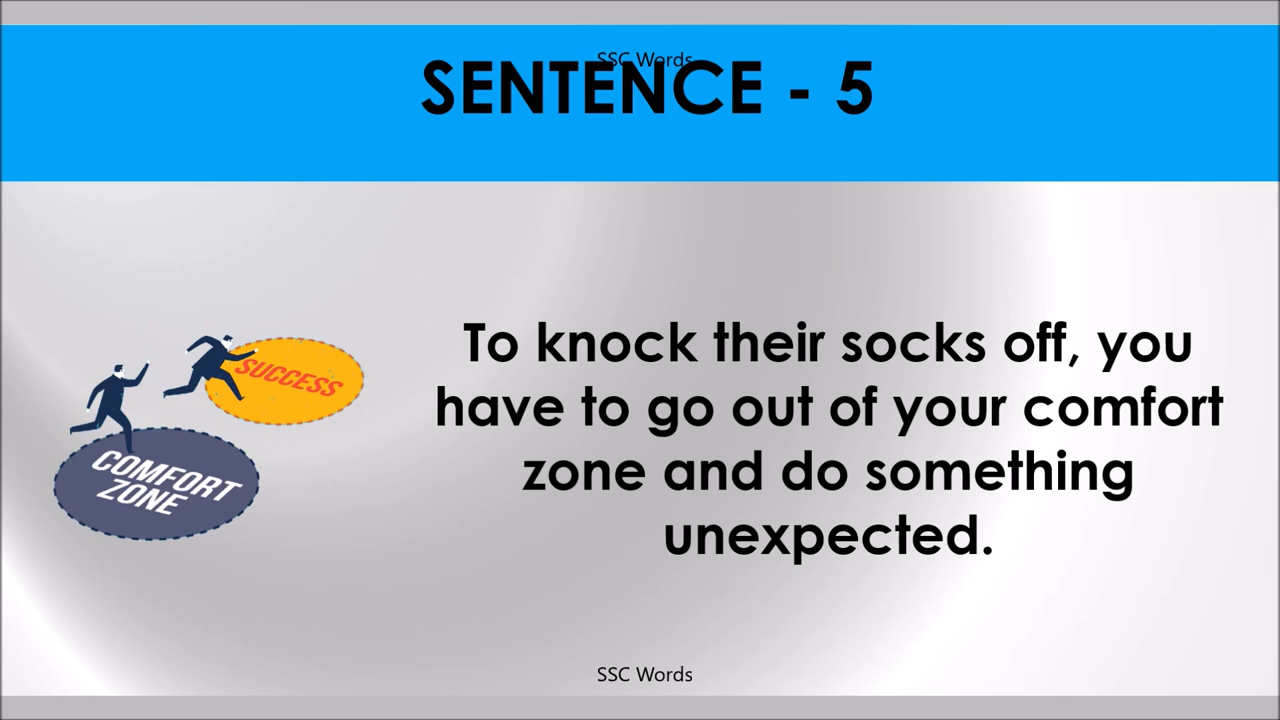 SSC Words
SENTENCE - 5
SUCCESS
COMFORT
ZONE
To knock their socks off, you
have to go out of your comfort
zone and do something
unexpected.
SSC Words